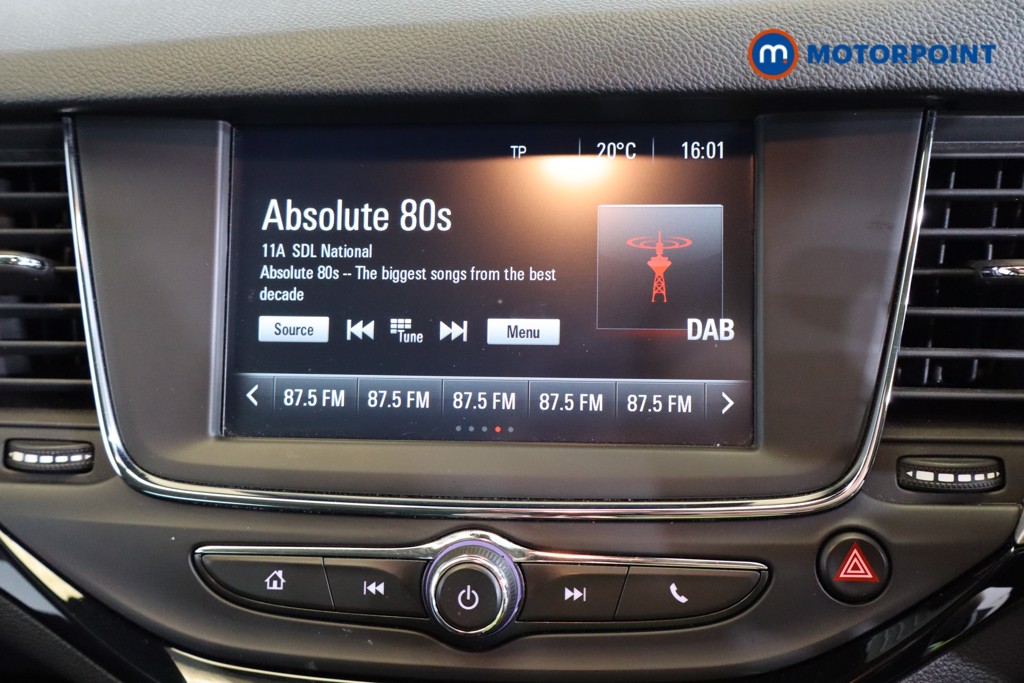 m. MOTORPOINT
TP 20°C 16:01
Absolute 80s
11A SDL National
Absolute 80s -- The biggest songs from the best
decade
Source Tune Menu
DAB
87.5 FM 87.5 FM 87.5 FM 87.5 FM 87.5 FM